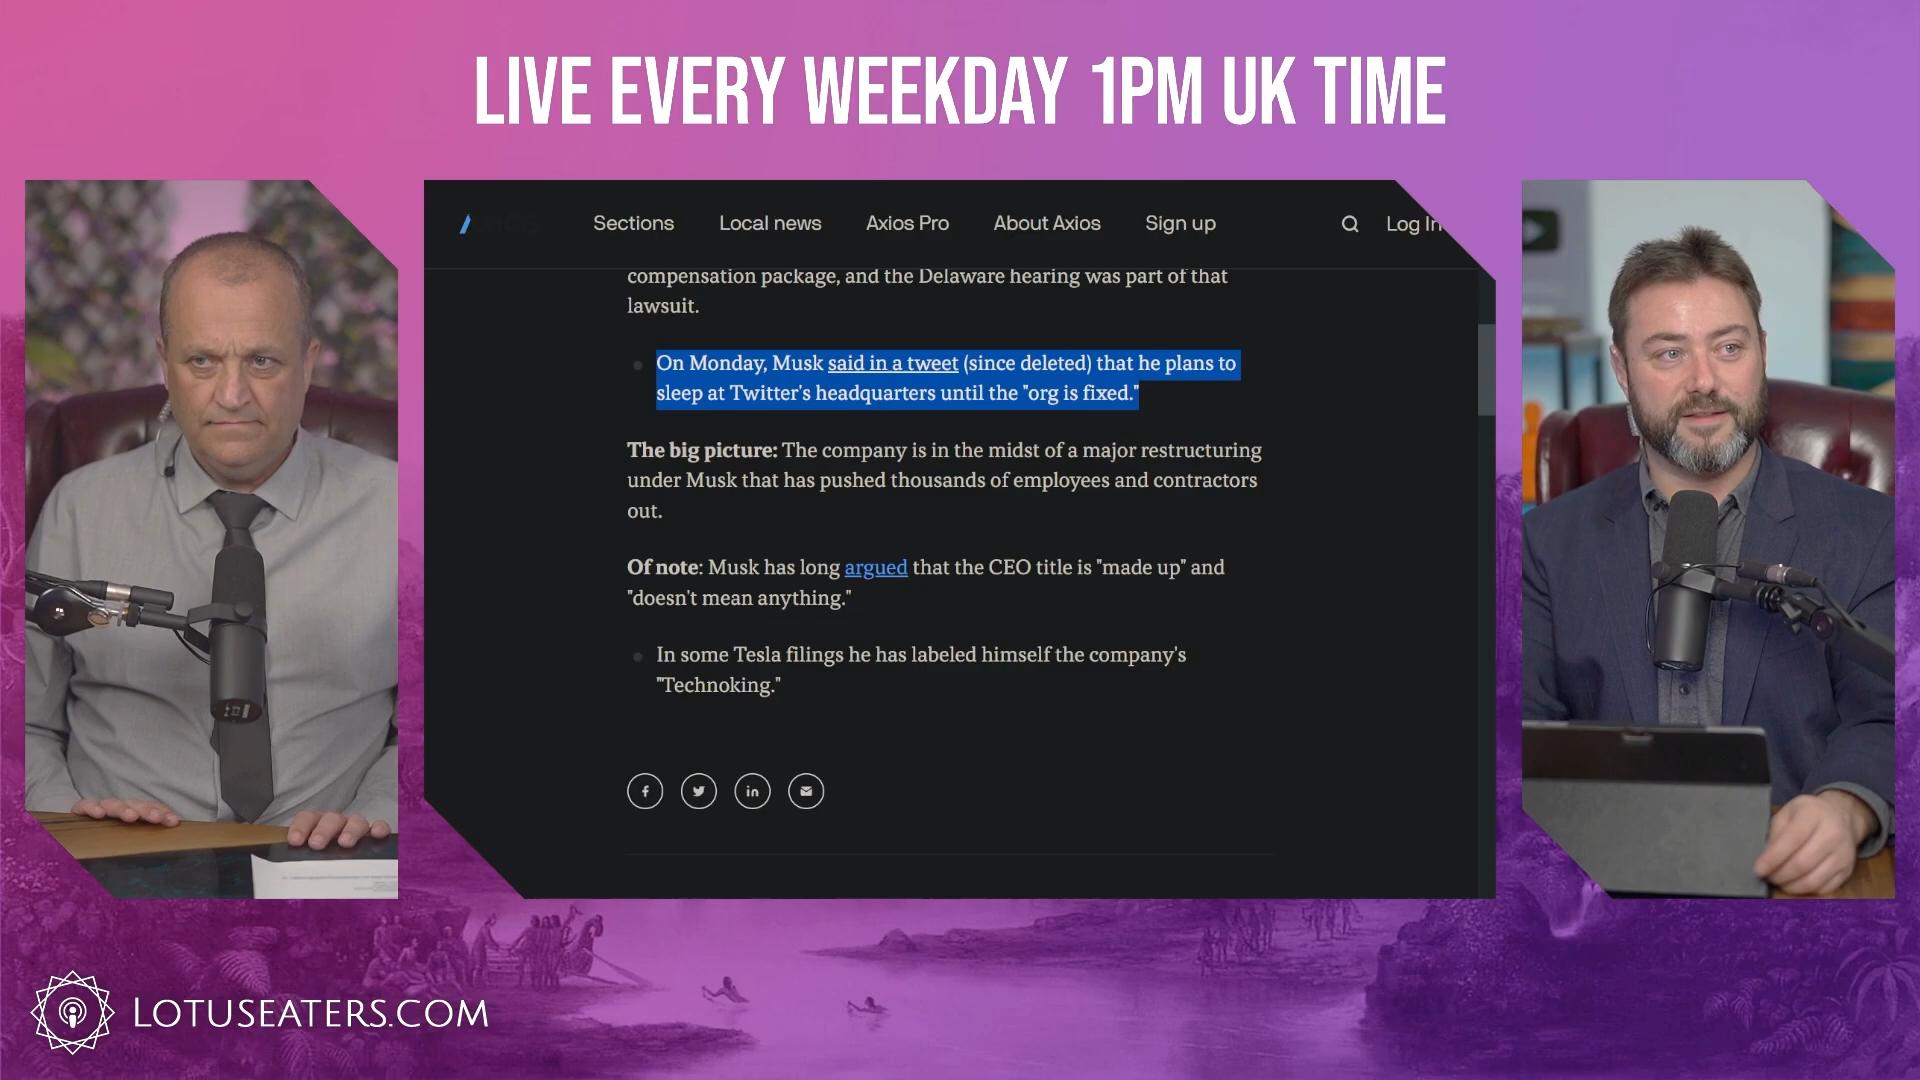 LIVE EVERY WEEKDAY 1PM UK TIME
Sections Local news Axios Pro About Axios Sign up Log In
compensation package, and the Delaware hearing was part of that
lawsuit.
On Monday, Musk said in a tweet (since deleted) that he plans to
sleep at Twitter's headquarters until the "org is fixed."
The big picture: The company is in the midst of a major restructuring
under Musk that has pushed thousands of employees and contractors
out.
Of note: Musk has long argued that the CEO title is "made up" and
"doesn't mean anything."
In some Tesla filings he has labeled himself the company's
"Technoking."
LOTUSEATERS.COM